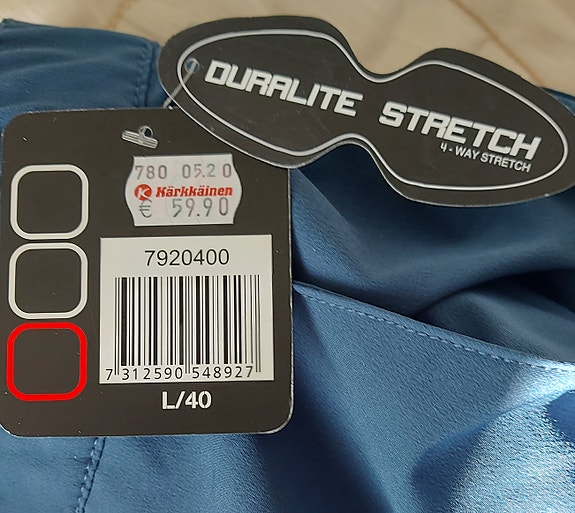 DURALITE STRETCH
4-WAY STRETCH
780 05.20
K Kärkkäinen
€ 59.90
7920400
7 312590 548927
L/40